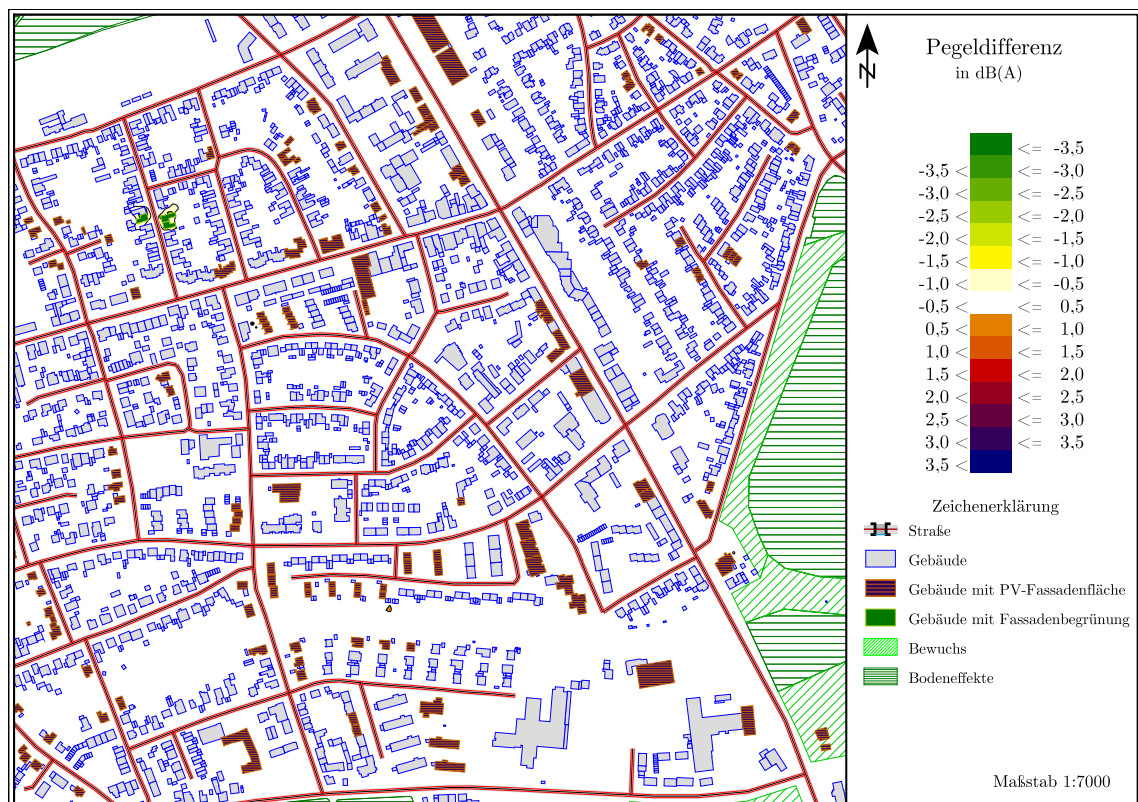 N
Pegeldifferenz
in dB(A)
<= -3,5
-3.5 < <= -3,0
-3.0 < <= -2,5
-2.5 < <= -2,0
-2.0 < <= -1,5
-1.5 < <= -1,0
-1.0 < <= -0,5
-0.5 < <= 0,5
0.5 < <= 1,0
1.0 < <= 1,5
1,5 < <= 2,0
2.0 < <= 2,5
2.5 < <= 3,0
3.0 < <= 3,5
3,5 <
Zeichenerklärung
Straße
Gebäude
Gebäude mit PV-Fassadenfläche
Gebäude mit Fassadenbegrünung
Bewuchs
Bodeneffekte
Maßstab 1:7000